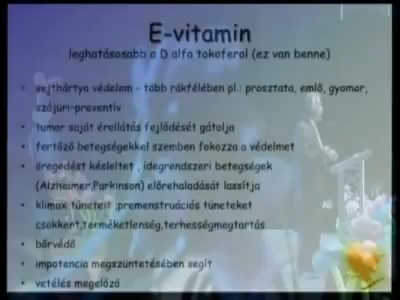 E-vitamin
leghatásosabb a D alfa tokoferol (ez van benne)
• sejthártya védelem - több rákfélében pl.: prosztata, emlő, gyomor,
szájüri-preventív
• tumor saját érellátás fejlődését gátolja
• fertőző betegségekkel szemben fokozza a védelmet
• öregedést késleltet , idegrendszeri betegségek
(Alzheimer.Parkinson) előrehaladását lassítja
• klimax tüneteit ,premenstruációs tüneteket
csökkent,terméketlenség,terhességmegtartás
• bőrvédő
• impotencia megszüntetésében segít
• vetélés megelőző